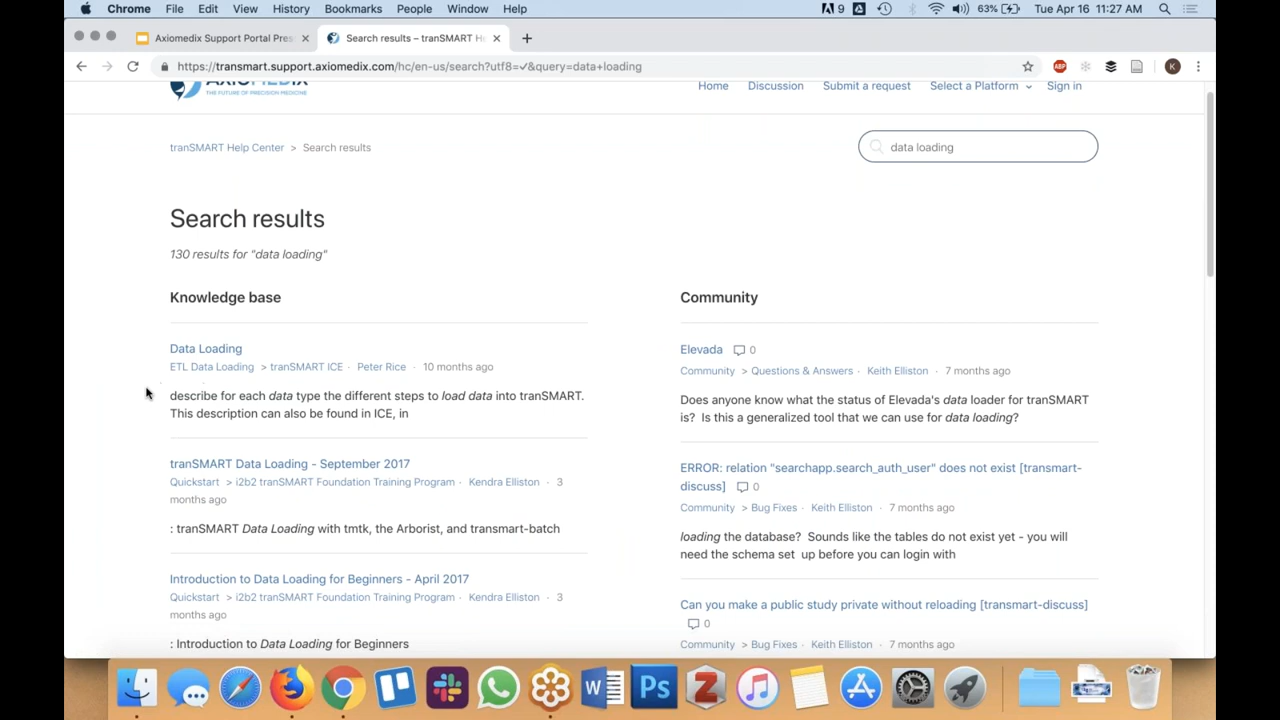 Chrome File Edit View History Bookmarks People Window Help 9 63% Tue Apr 16 11:27 AM
Axiomedix Support Portal Pres × Search results – tranSMART He × +
https://transmart.support.axiomedix.com/hc/en-us/search?utf8=✓&query=data+loading ABP K
AXIOMEDIX
THE FUTURE OF PRECISION MEDICINE
Home Discussion Submit a request Select a Platform Sign in
tranSMART Help Center > Search results
data loading
Search results
130 results for "data loading"
Knowledge base
Data Loading
ETL Data Loading > tranSMART ICE · Peter Rice · 10 months ago
describe for each data type the different steps to load data into tranSMART.
This description can also be found in ICE, in
tranSMART Data Loading - September 2017
Quickstart > i2b2 tranSMART Foundation Training Program · Kendra Elliston · 3
months ago
: tranSMART Data Loading with tmtk, the Arborist, and transmart-batch
Introduction to Data Loading for Beginners - April 2017
Quickstart > i2b2 tranSMART Foundation Training Program · Kendra Elliston · 3
months ago
: Introduction to Data Loading for Beginners
Community
Elevada 0
Community > Questions & Answers · Keith Elliston · 7 months ago
Does anyone know what the status of Elevada's data loader for tranSMART
is? Is this a generalized tool that we can use for data loading?
ERROR: relation "searchapp.search_auth_user" does not exist [transmart-
discuss] 0
Community > Bug Fixes · Keith Elliston · 7 months ago
loading the database? Sounds like the tables do not exist yet - you will
need the schema set up before you can login with
Can you make a public study private without reloading [transmart-discuss]
0
Community > Bug Fixes · Keith Elliston · 7 months ago
W Ps Z